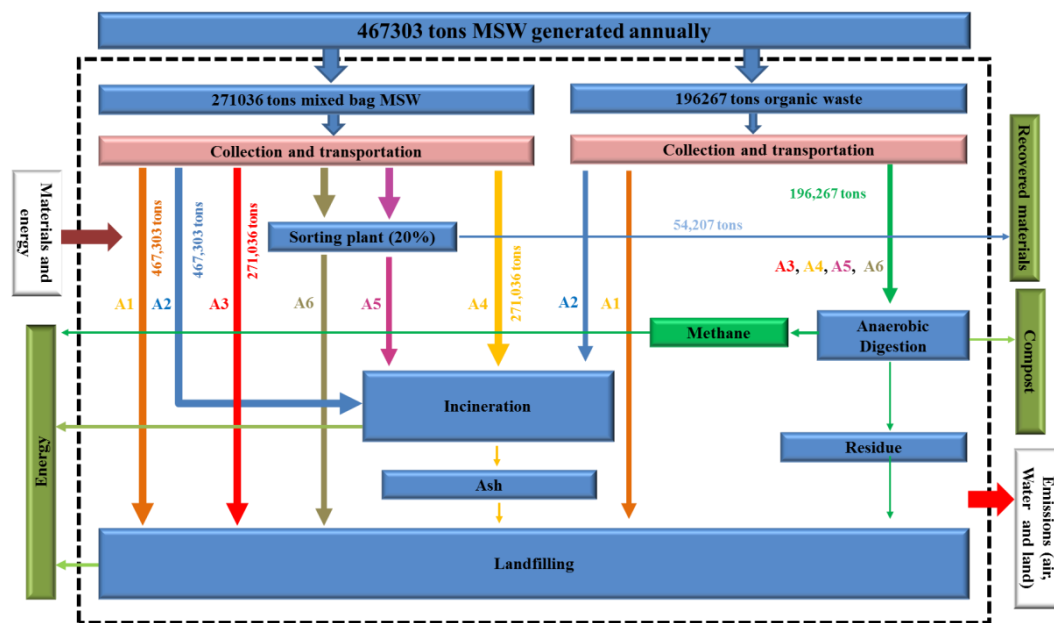 467303 tons MSW generated annually
271036 tons mixed bag MSW
196267 tons organic waste
Collection and transportation
Collection and transportation
Materials and
energy
467,303 tons
467,303 tons
271,036 tons
Sorting plant (20%)
196,267 tons
54,207 tons
Recovered materials
A3, A4, A5, A6
A1
A2
A3
A6
A5
A4
271,036 tons
A2
A1
Methane
Anaerobic
Digestion
Compost
Incineration
Energy
Residue
Ash
Emissions (air,
Water
and land)
Landfilling